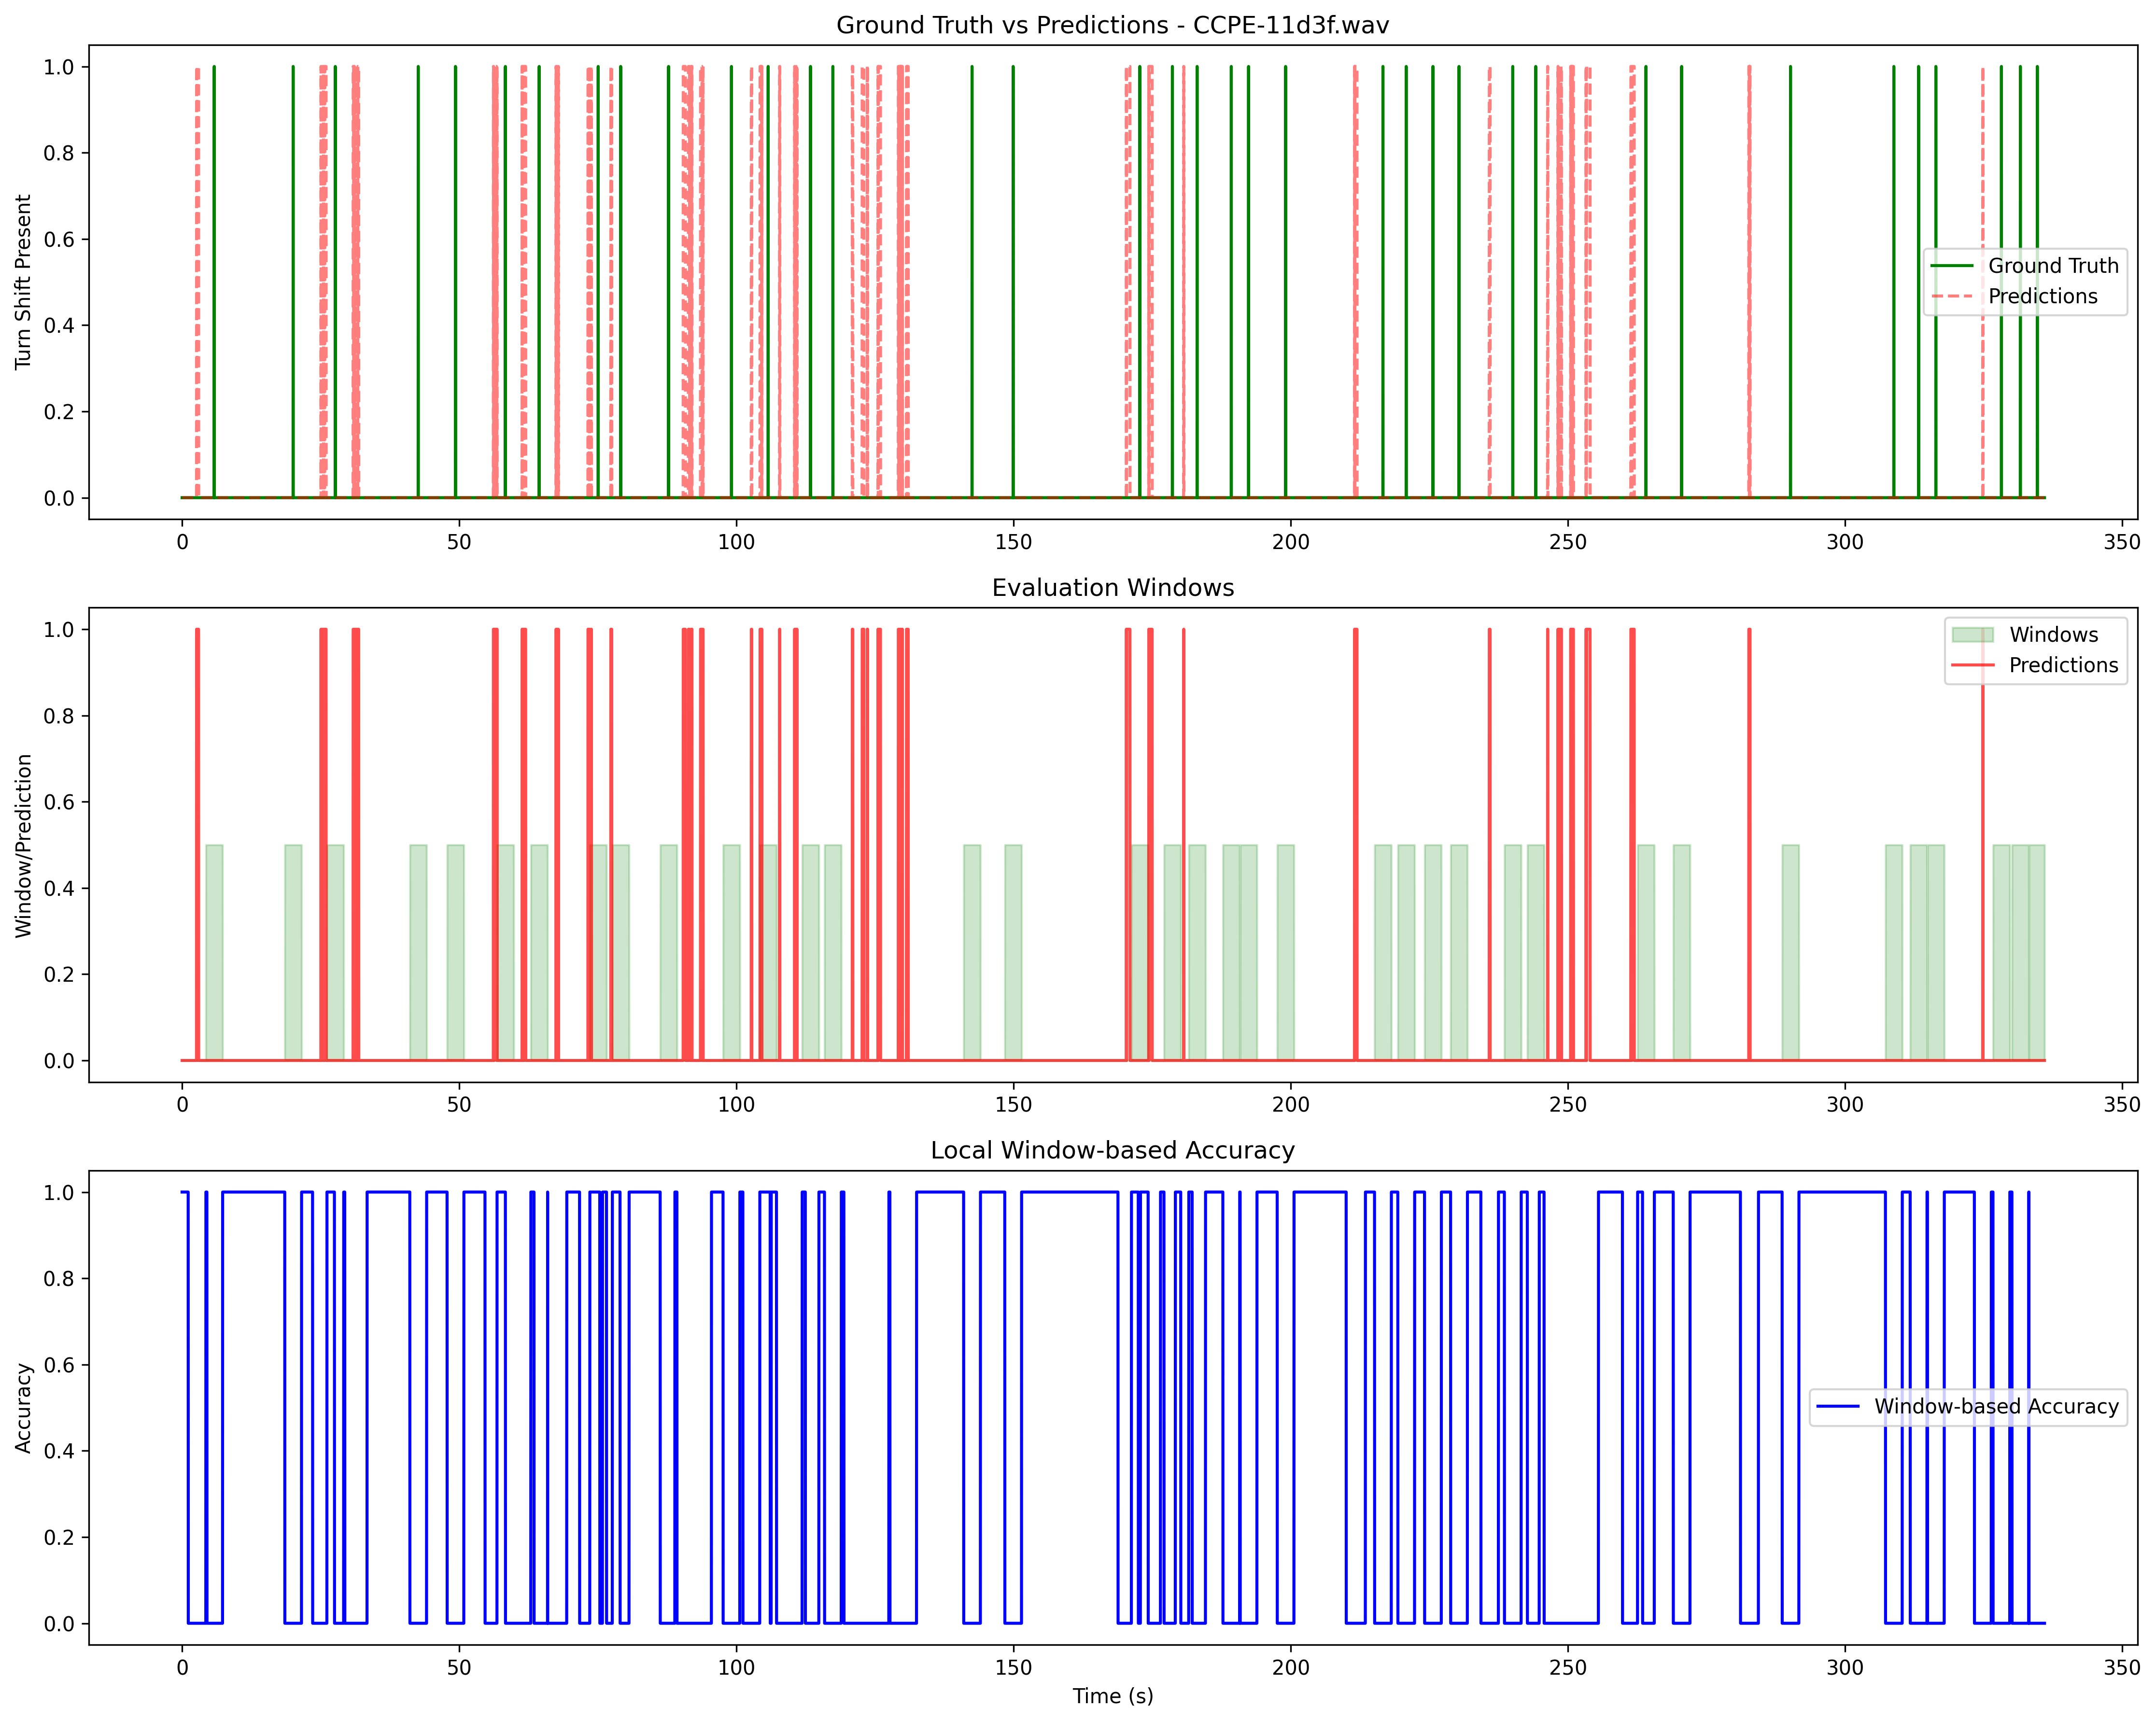 Ground Truth vs Predictions - CCPE-11d3f.wav
Turn Shift Present
1.0
0.8
0.6
0.4
0.2
0.0
Ground Truth
Predictions
0 50 100 150 200 250 300 350
Evaluation Windows
Window/Prediction
1.0
0.8
0.6
0.4
0.2
0.0
Windows
Predictions
0 50 100 150 200 250 300 350
Local Window-based Accuracy
Accuracy
1.0
0.8
0.6
0.4
0.2
0.0
Window-based Accuracy
0 50 100 150 200 250 300 350
Time (s)